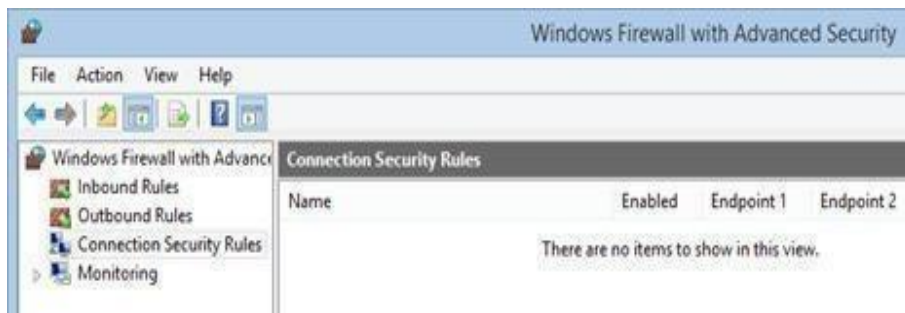 Windows Firewall with Advanced Security
File Action View Help
Windows Firewall with Advance
Inbound Rules
Outbound Rules
Connection Security Rules
Monitoring
Connection Security Rules
Name Enabled Endpoint 1 Endpoint 2
There are no items to show in this view.